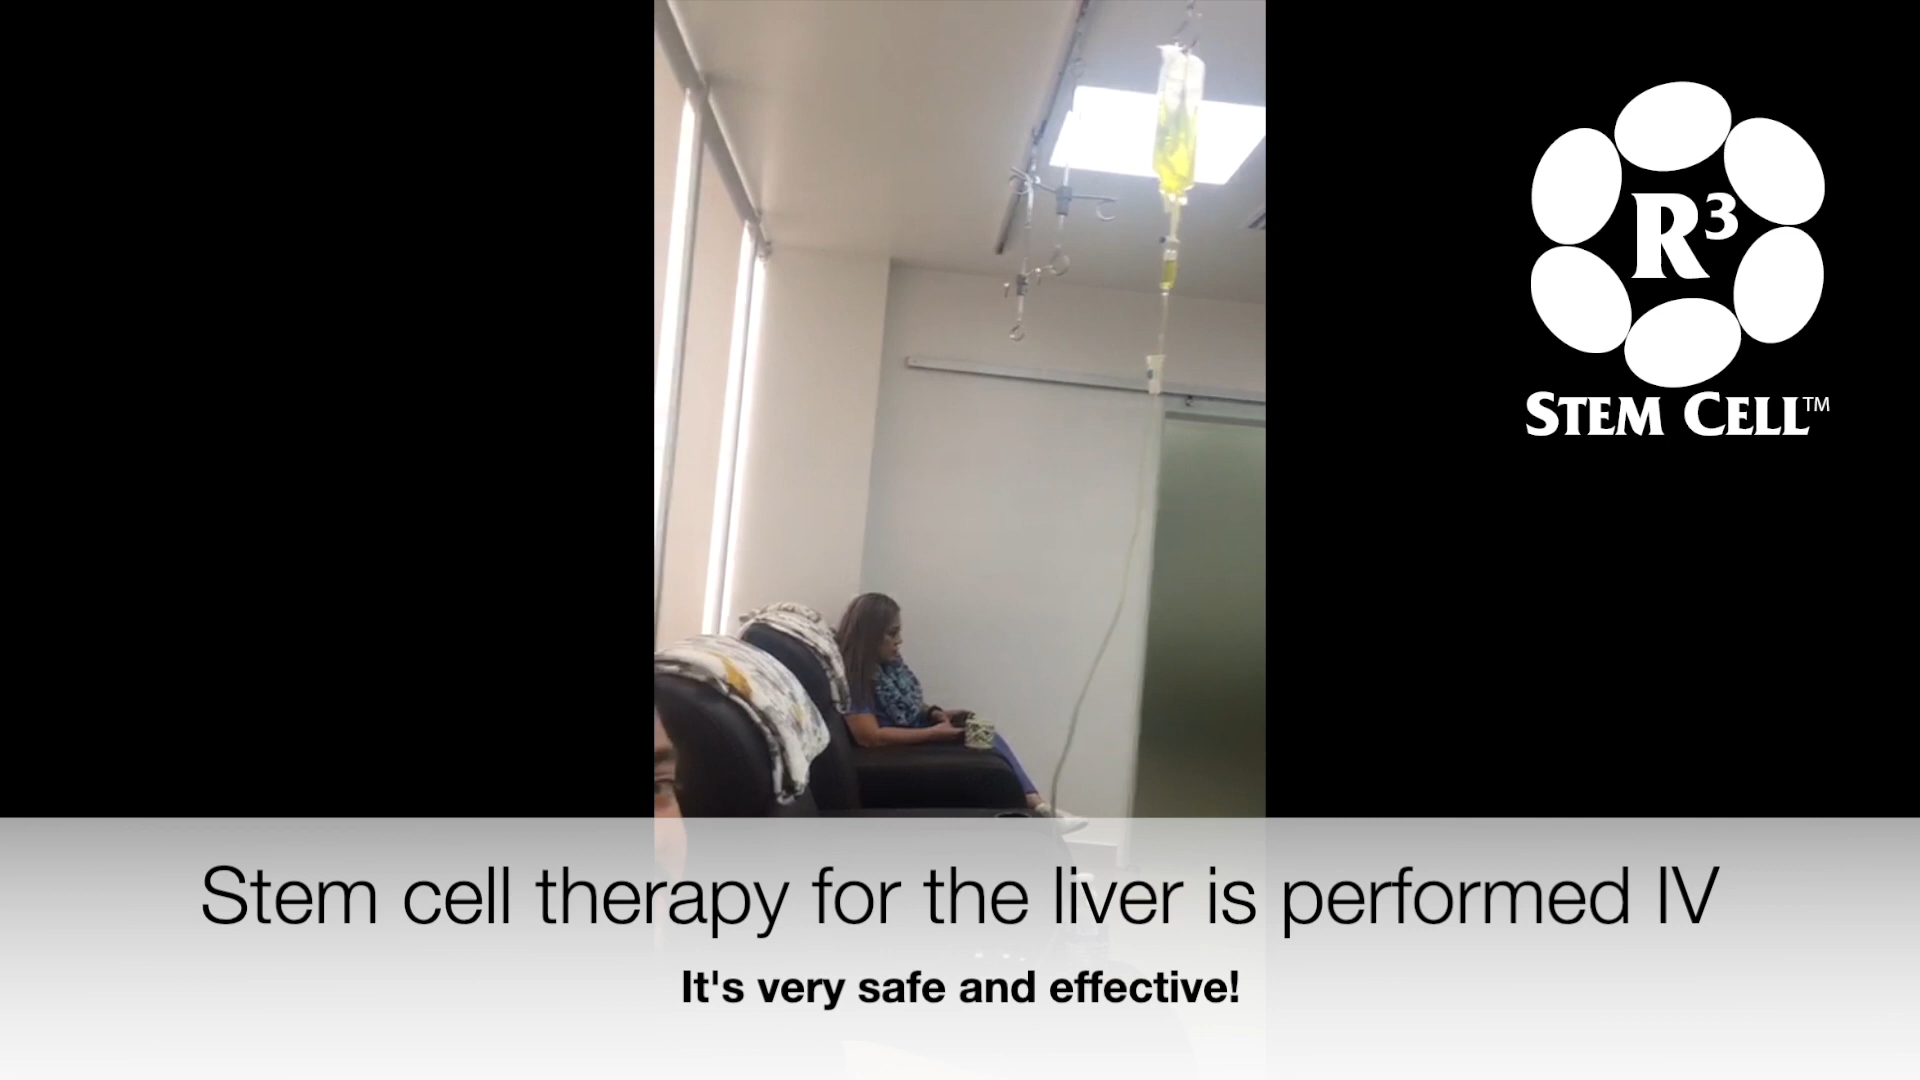 R³
STEM CELL™
Stem cell therapy for the liver is performed IV
It's very safe and effective!